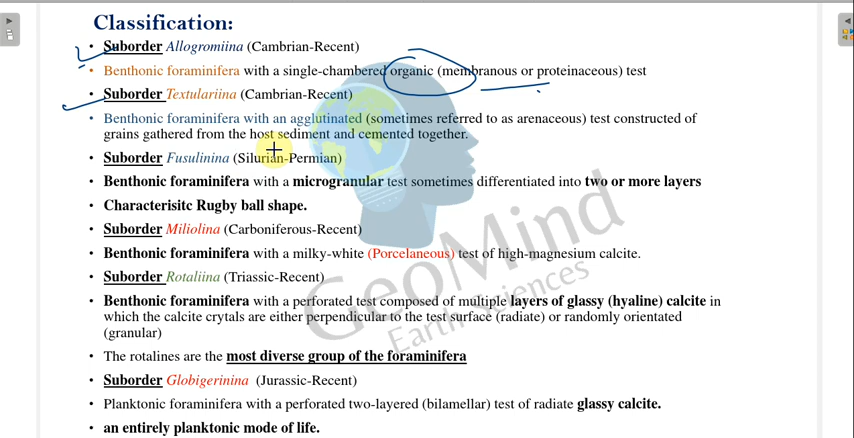 Classification:
• Suborder Allogromiina (Cambrian-Recent)
• Benthonic foraminifera with a single-chambered organic (membranous or proteinaceous) test
• Suborder Textulariina (Cambrian-Recent)
• Benthonic foraminifera with an agglutinated (sometimes referred to as arenaceous) test constructed of
grains gathered from the host sediment and cemented together.
• Suborder Fusulinina (Silurian-Permian)
• Benthonic foraminifera with a microgranular test sometimes differentiated into two or more layers
• Characterisitc Rugby ball shape.
• Suborder Miliolina (Carboniferous-Recent)
• Benthonic foraminifera with a milky-white (Porcelaneous) test of high-magnesium calcite.
• Suborder Rotaliina (Triassic-Recent)
• Benthonic foraminifera with a perforated test composed of multiple layers of glassy (hyaline) calcite in
which the calcite crytals are either perpendicular to the test surface (radiate) or randomly orientated
(granular)
• The rotalines are the most diverse group of the foraminifera
• Suborder Globigerinina (Jurassic-Recent)
• Planktonic foraminifera with a perforated two-layered (bilamellar) test of radiate glassy calcite.
• an entirely planktonic mode of life.
GeoMind
Earth Sciences